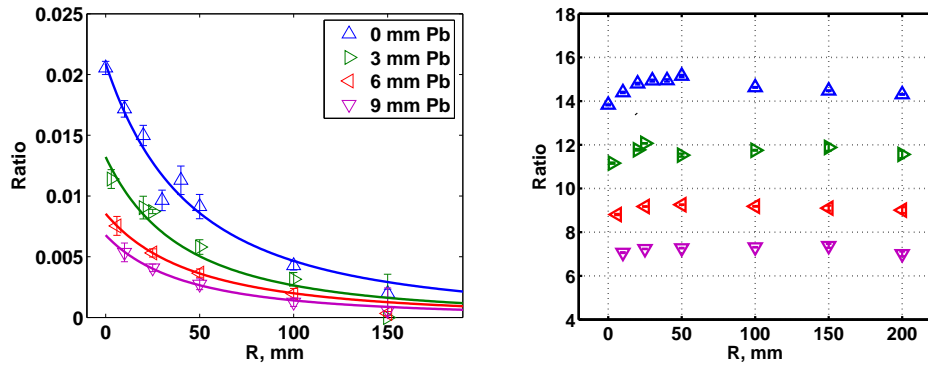 0.025
0.02
0.015
0.01
0.005
0
Ratio
0 mm Pb
3 mm Pb
6 mm Pb
9 mm Pb
0 50 100 150
R, mm
18
16
14
12
10
8
6
4
Ratio
0 50 100 150 200
R, mm